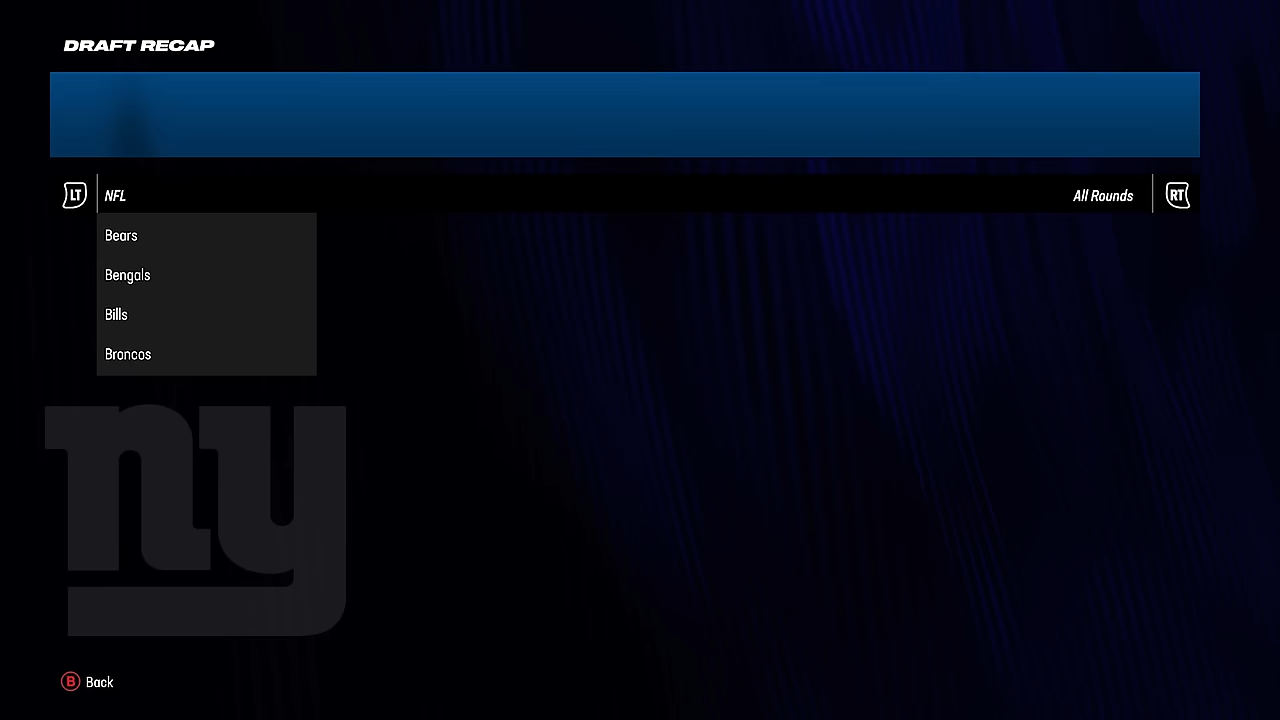 DRAFT RECAP
LT NFL All Rounds RT
Bears
Bengals
Bills
Broncos
ny
B Back